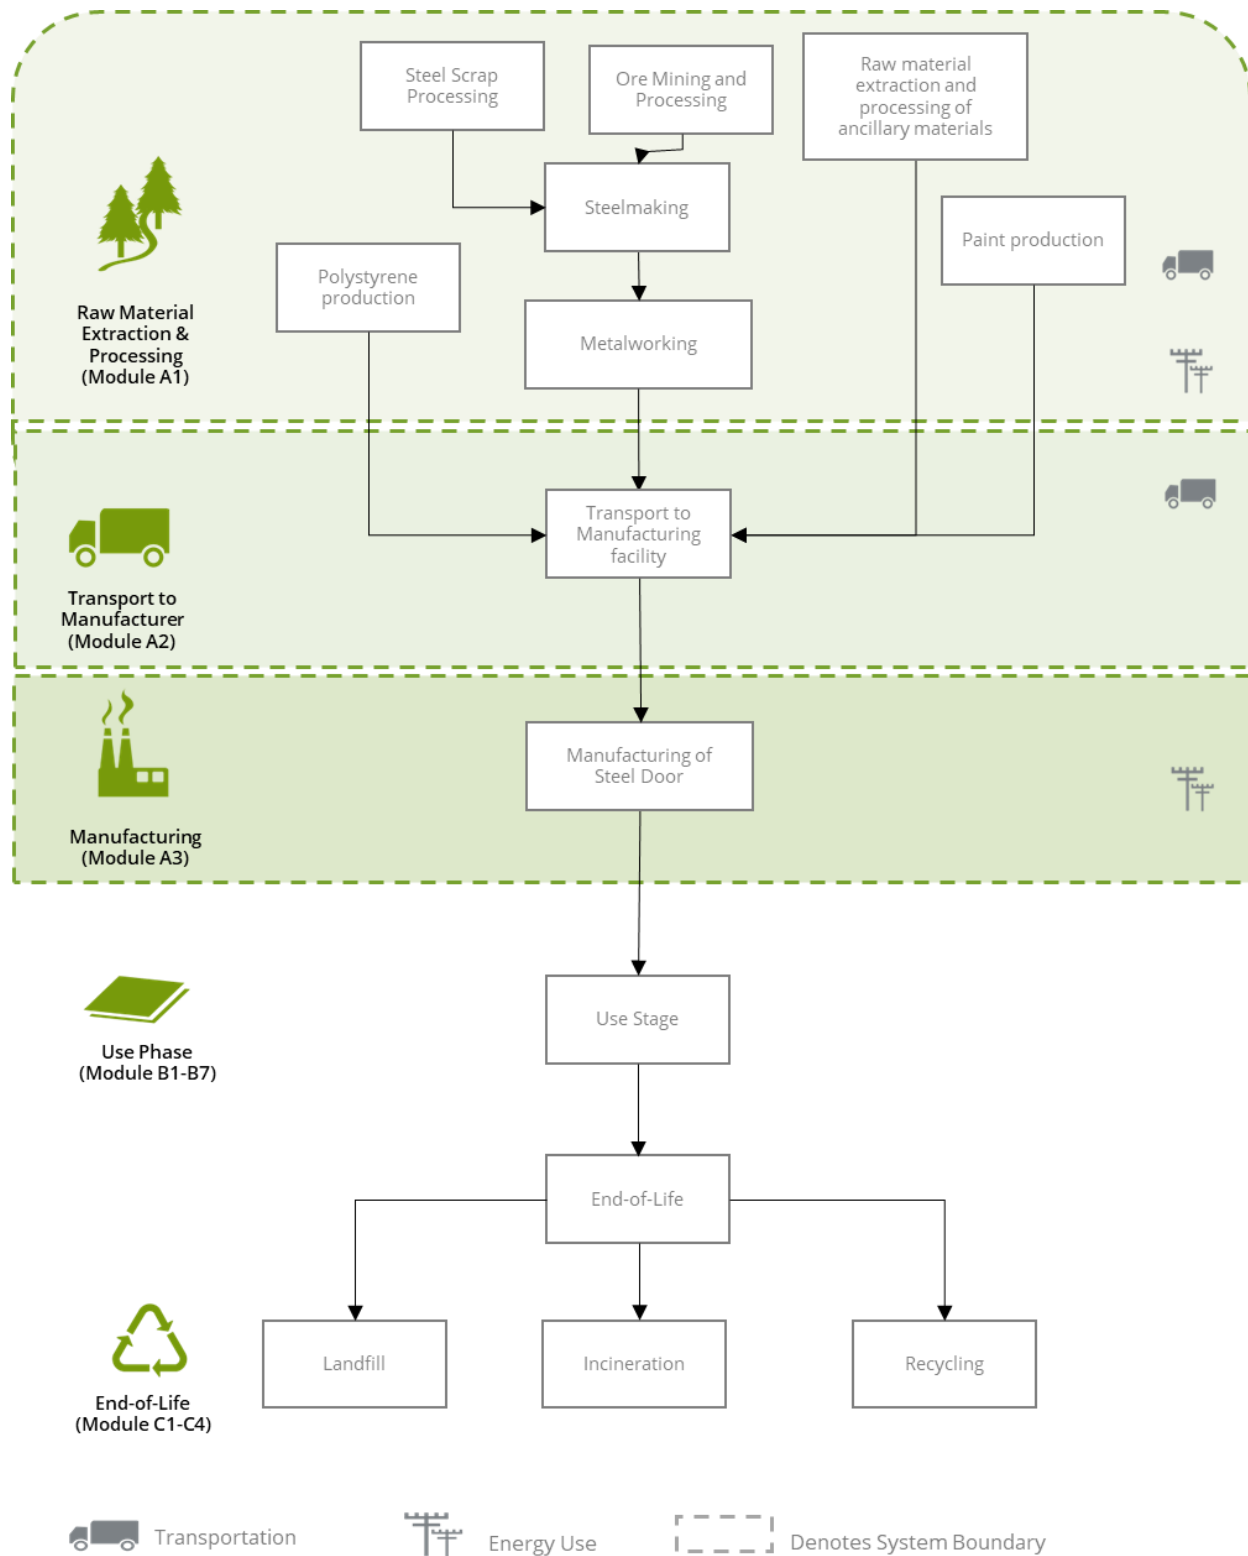 Steel Scrap
Processing
Ore Mining and
Processing
Raw material
extraction and
processing of
ancillary materials
Steelmaking
Paint production
Polystyrene
production
Metalworking
Raw Material
Extraction &
Processing
(Module A1)
Transport to
Manufacturing
facility
Transport to
Manufacturer
(Module A2)
Manufacturing of
Steel Door
Manufacturing
(Module A3)
Use Stage
Use Phase
(Module B1-B7)
End-of-Life
Landfill
Incineration
Recycling
End-of-Life
(Module C1-C4)
Transportation
Energy Use
Denotes System Boundary